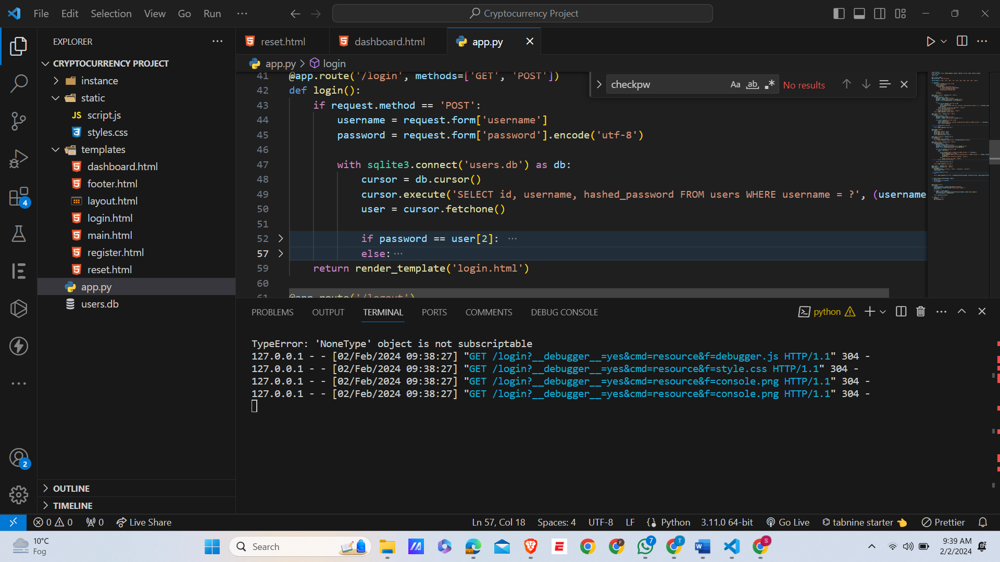 File Edit Selection View Go Run ···
Cryptocurrency Project
EXPLORER
CRYPTOCURRENCY PROJECT
instance
static
JS script.js
styles.css
templates
dashboard.html
footer.html
layout.html
login.html
main.html
register.html
reset.html
app.py
users.db
OUTLINE
TIMELINE
4
2
reset.html dashboard.html app.py
app.py > login
checkpw Aa ab No results
41 @app.route('/login', methods=['GET', 'POST'])
42 def login():
43 if request.method == 'POST':
44 username = request.form['username']
45 password = request.form['password'].encode('utf-8')
46
47 with sqlite3.connect('users.db') as db:
48 cursor = db.cursor()
49 cursor.execute('SELECT id, username, hashed_password FROM users WHERE username = ?', (username
50 user = cursor.fetchone()
51
52 if password == user[2]: ···
57 else:···
59 return render_template('login.html')
60
61 @app.route('/logout')
PROBLEMS OUTPUT TERMINAL PORTS COMMENTS DEBUG CONSOLE
python
TypeError: 'NoneType' object is not subscriptable
127.0.0.1 - - [02/Feb/2024 09:38:27] "GET /login?__debugger__=yes&cmd=resource&f=debugger.js HTTP/1.1" 304 -
127.0.0.1 - - [02/Feb/2024 09:38:27] "GET /login?__debugger__=yes&cmd=resource&f=style.css HTTP/1.1" 304 -
127.0.0.1 - - [02/Feb/2024 09:38:27] "GET /login?__debugger__=yes&cmd=resource&f=console.png HTTP/1.1" 304 -
127.0.0.1 - - [02/Feb/2024 09:38:27] "GET /login?__debugger__=yes&cmd=resource&f=console.png HTTP/1.1" 304 -
0 0 0 Live Share Ln 57, Col 18 Spaces: 4 UTF-8 LF Python 3.11.0 64-bit Go Live tabnine starter Prettier
10°C
Fog
Search
7
9:39 AM
2/2/2024